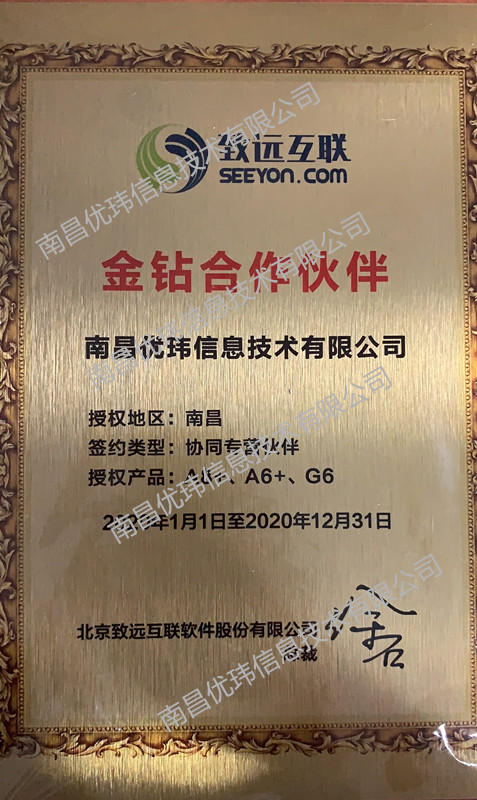 致远互联
SEEYON.COM
金钻合作伙伴
南昌优玮信息技术有限公司
授权地区：南昌
签约类型：协同专营伙伴
授权产品：、A6+、G6
2020年1月1日至2020年12月31日
北京致远互联软件股份有限公司
总裁
南昌优玮信息技术有限公司
南昌优玮信息技术有限公司
南昌优玮信息技术有限公司
南昌优玮信息技术有限公司
南昌优玮信息技术有限公司